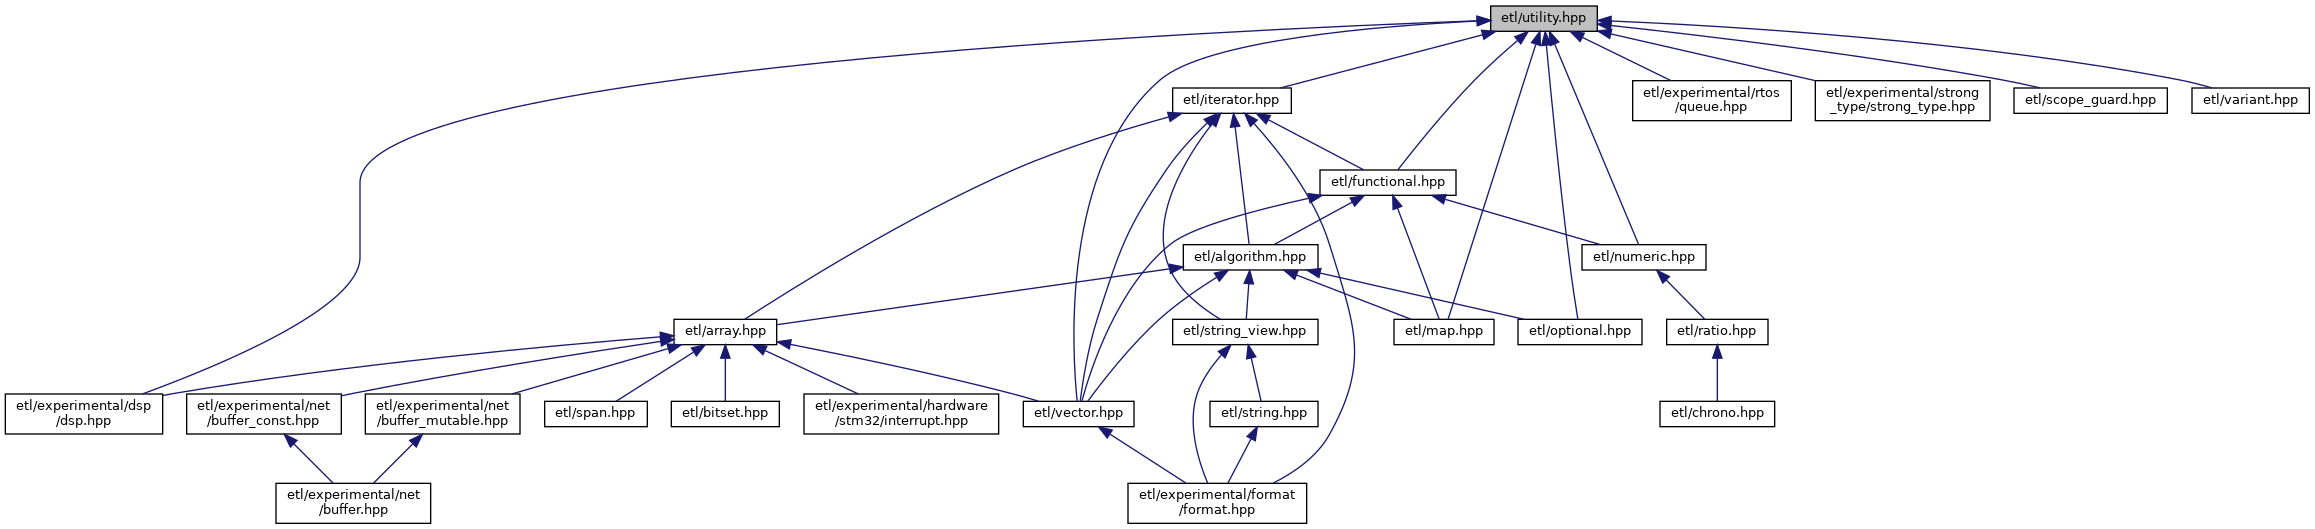 etl/utility.hpp
etl/iterator.hpp
etl/experimental/rtos
/queue.hpp
etl/experimental/strong
_type/strong_type.hpp
etl/scope_guard.hpp
etl/variant.hpp
etl/functional.hpp
etl/algorithm.hpp
etl/numeric.hpp
etl/array.hpp
etl/string_view.hpp
etl/map.hpp
etl/optional.hpp
etl/ratio.hpp
etl/experimental/dsp
/dsp.hpp
etl/experimental/net
/buffer_const.hpp
etl/experimental/net
/buffer_mutable.hpp
etl/span.hpp
etl/bitset.hpp
etl/experimental/hardware
/stm32/interrupt.hpp
etl/vector.hpp
etl/string.hpp
etl/chrono.hpp
etl/experimental/net
/buffer.hpp
etl/experimental/format
/format.hpp